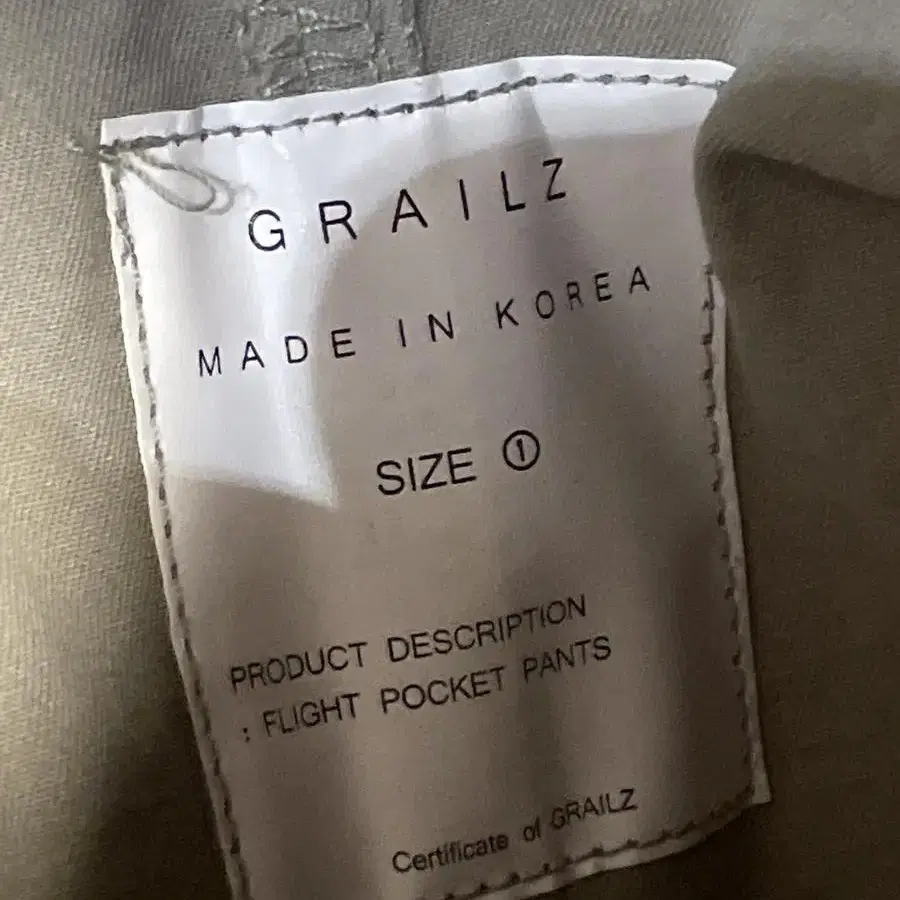 GRAILZ
MADE IN KOREA
SIZE ①
PRODUCT DESCRIPTION
: FLIGHT POCKET PANTS
Certificate of GRAILZ